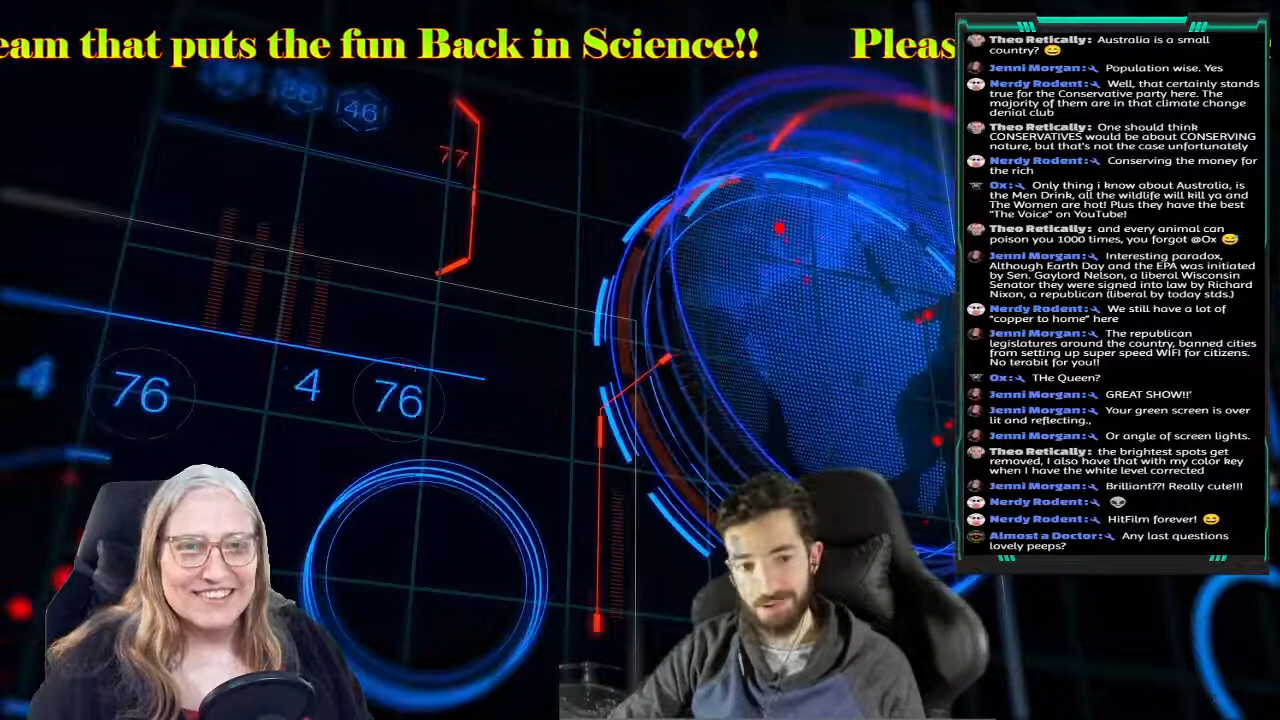 eam that puts the fun Back in Science!! Pleas
88 46
77
4 76 4 76
Theo Retically: Australia is a small
country? 😅
Jenni Morgan: Population wise. Yes
Nerdy Rodent: Well, that certainly stands
true for the Conservative party here. The
majority of them are in that climate change
denial club
Theo Retically: One should think
CONSERVATIVES would be about CONSERVING
nature, but that's not the case unfortunately
Nerdy Rodent: Conserving the money for
the rich
Ox: Only thing i know about Australia, is
the Men Drink, all the wildlife will kill ya and
The Women are hot! Plus they have the best
"The Voice" on YouTube!
Theo Retically: and every animal can
poison you 1000 times, you forgot @Ox 😅
Jenni Morgan: Interesting paradox,
Although Earth Day and the EPA was initiated
by Sen. Gaylord Nelson, a liberal Wiscansin
Senator they were signed into law by Richard
Nixon, a republican (liberal by today stds.)
Nerdy Rodent: We still have a lot of
"copper to home" here
Jenni Morgan: The republican
legislatures around the country, banned cities
from setting up super speed WIFI for citizens.
No terabit for you!!
Ox: THe Queen?
Jenni Morgan: GREAT SHOW!!'
Jenni Morgan: Your green screen is over
lit and reflecting.,
Jenni Morgan: Or angle of screen lights.
Theo Retically: the brightest spots get
removed, I also have that with my color key
when I have the white level corrected
Jenni Morgan: Brilliant??! Really cute!!!
Nerdy Rodent: 👽
Nerdy Rodent: HitFilm forever! 😄
Almost a Doctor: Any last questions
lovely peeps?